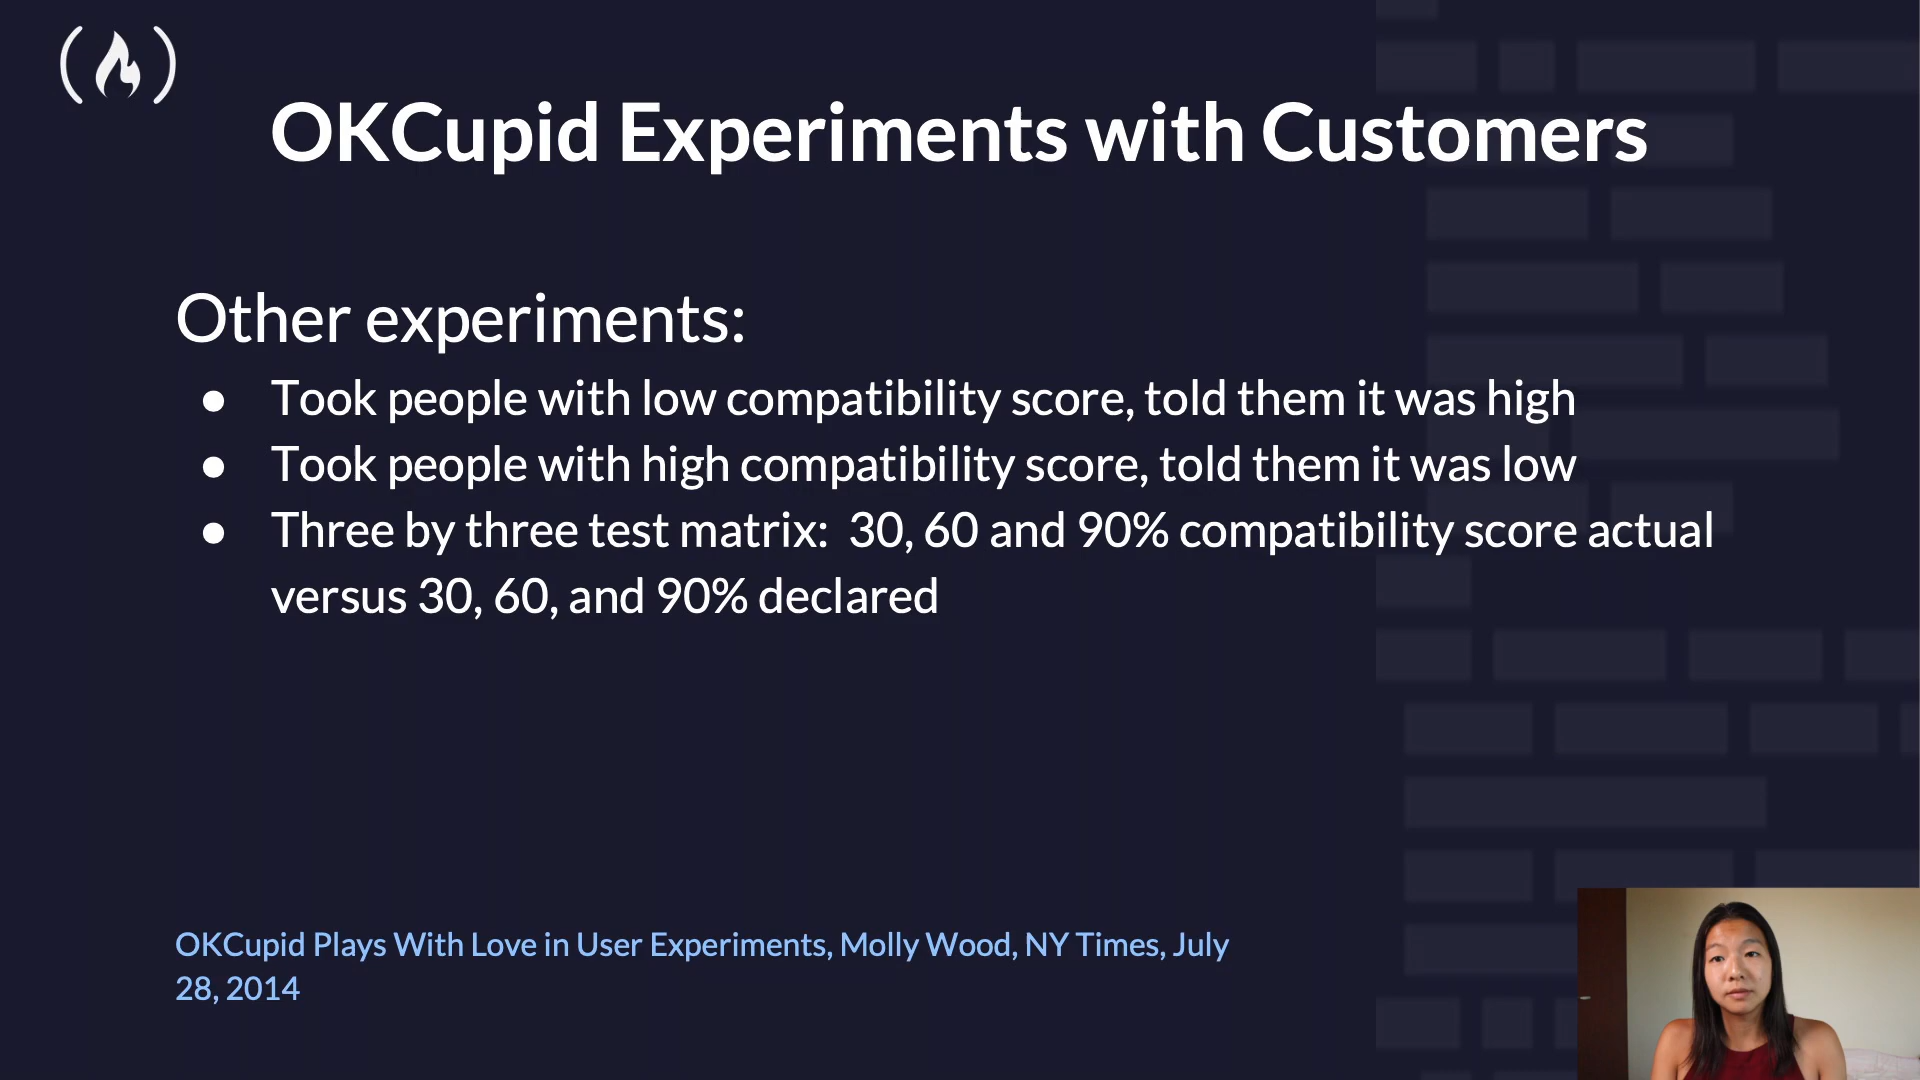 OKCupid Experiments with Customers
Other experiments:
● Took people with low compatibility score, told them it was high
● Took people with high compatibility score, told them it was low
● Three by three test matrix:  30, 60 and 90% compatibility score actual
versus 30, 60, and 90% declared
OKCupid Plays With Love in User Experiments, Molly Wood, NY Times, July
28, 2014